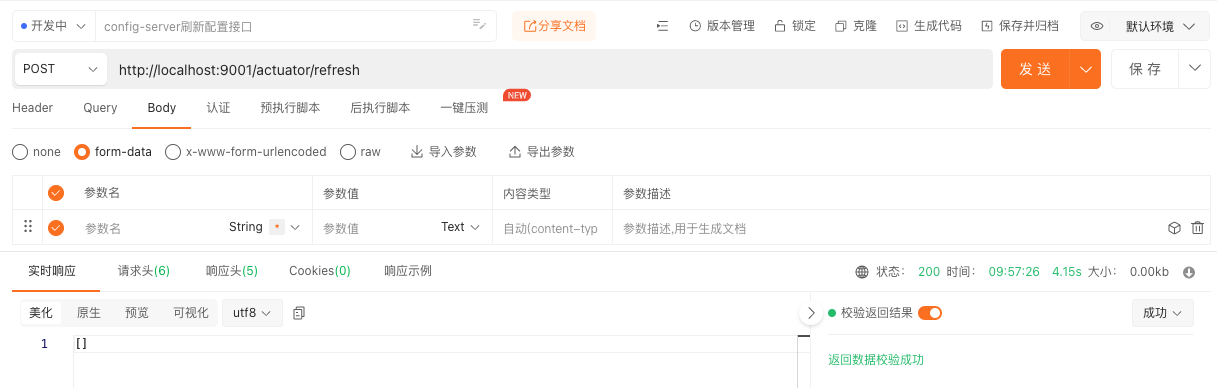 开发中 config-server刷新配置接口 分享文档 版本管理 锁定 克隆 生成代码 保存并归档 默认环境
POST http://localhost:9001/actuator/refresh 发送 保存
Header Query Body 认证 预执行脚本 后执行脚本 一键压测 NEW
none form-data x-www-form-urlencoded raw 导入参数 导出参数
参数名 参数值 内容类型 参数描述
参数名 String * 参数值 Text 自动(content-typ 参数描述,用于生成文档
实时响应 请求头(6) 响应头(5) Cookies(0) 响应示例 状态: 200 时间: 09:57:26 4.15s 大小: 0.00kb
美化 原生 预览 可视化 utf8 校验返回结果 成功
1 []
返回数据校验成功